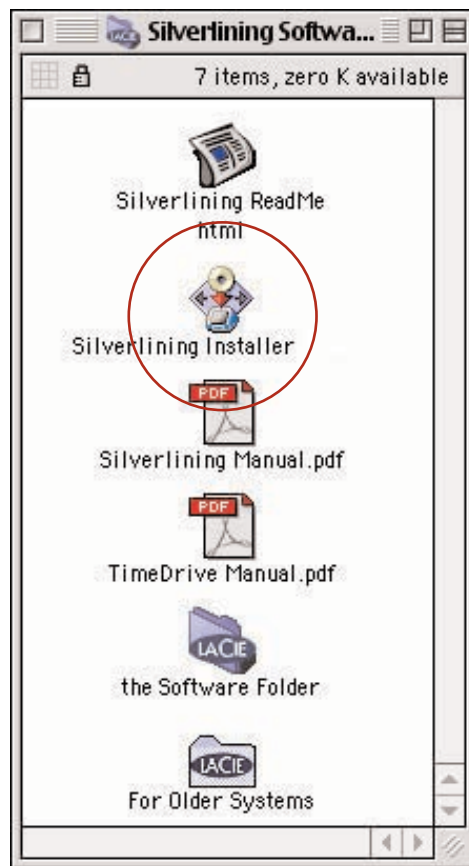 LACIE Silverlining Softwa...
7 items, zero K available
Silverlining ReadMe
html
Silverlining Installer
PDF
Silverlining Manual.pdf
PDF
TimeDrive Manual.pdf
LACIE
the Software Folder
LACIE
For Older Systems